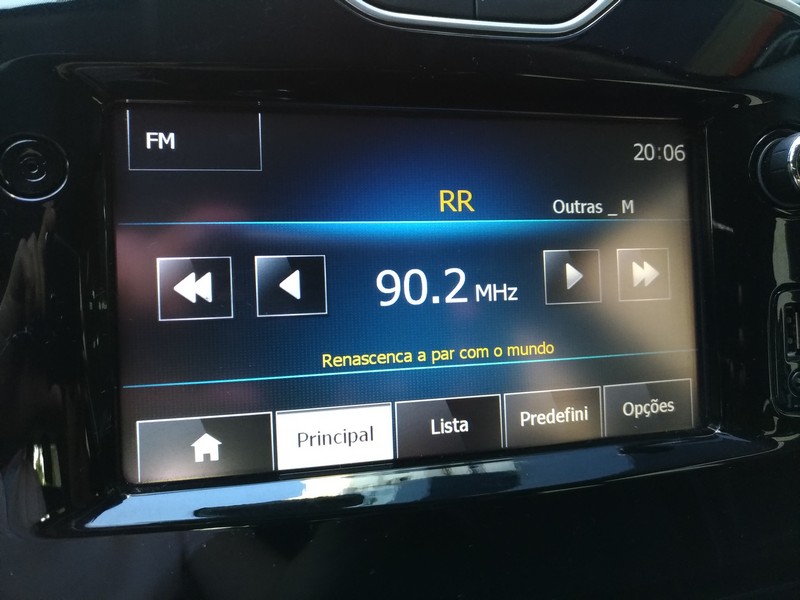 FM
20:06
RR
Outras _ M
90.2 MHz
Renascenca a par com o mundo
Principal
Lista
Predefini
Opções